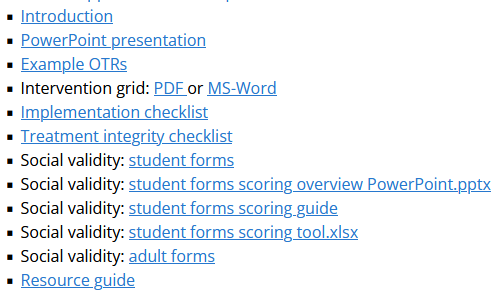 Introduction
PowerPoint presentation
Example OTRs
Intervention grid: PDF or MS-Word
Implementation checklist
Treatment integrity checklist
Social validity: student forms
Social validity: student forms scoring overview PowerPoint.pptx
Social validity: student forms scoring guide
Social validity: student forms scoring tool.xlsx
Social validity: adult forms
Resource guide